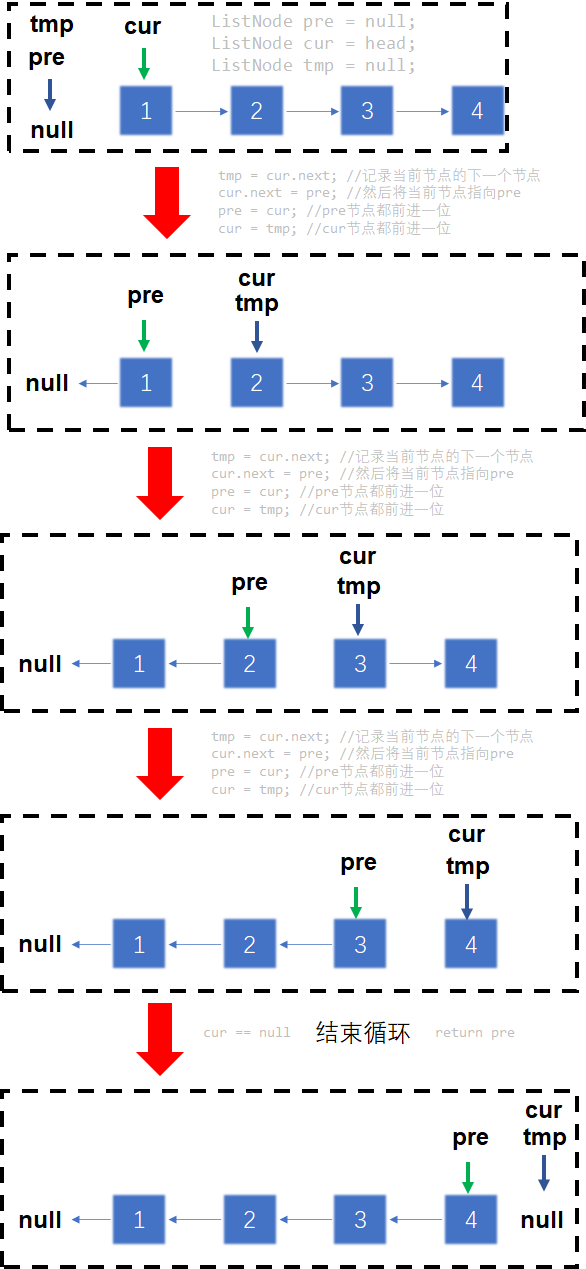 tmp
cur
ListNode pre = null;
ListNode cur = head;
ListNode tmp = null;
pre
null
1
2
3
4
tmp = cur.next; //记录当前节点的下一个节点
cur.next = pre; //然后将当前节点指向pre
pre = cur; //pre节点都前进一位
cur = tmp; //cur节点都前进一位
pre
cur
tmp
null
1
2
3
4
tmp = cur.next; //记录当前节点的下一个节点
cur.next = pre; //然后将当前节点指向pre
pre = cur; //pre节点都前进一位
cur = tmp; //cur节点都前进一位
pre
cur
tmp
null
1
2
3
4
tmp = cur.next; //记录当前节点的下一个节点
cur.next = pre; //然后将当前节点指向pre
pre = cur; //pre节点都前进一位
cur = tmp; //cur节点都前进一位
pre
cur
tmp
null
1
2
3
4
cur == null 结束循环 return pre
pre
cur
tmp
null
1
2
3
4
null